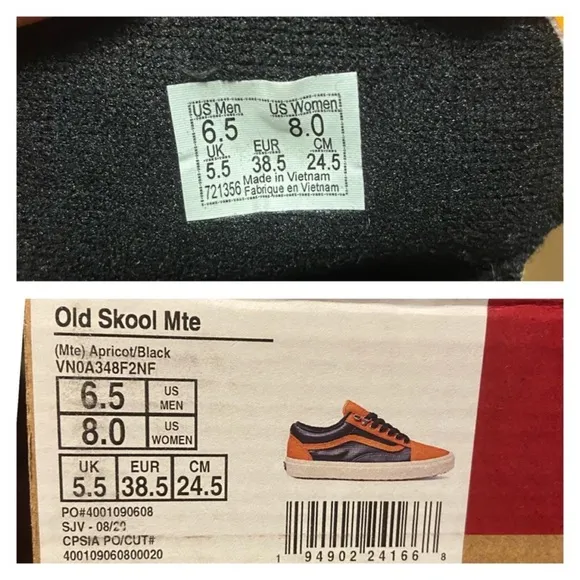 US Men US Women
6.5 8.0
UK EUR CM
5.5 38.5 24.5
Made in Vietnam
721356 Fabrique en Vietnam
Old Skool Mte
(Mte) Apricot/Black
VN0A348F2NF
6.5 US MEN
8.0 US WOMEN
UK EUR CM
5.5 38.5 24.5
PO#4001090608
SJV - 08/20
CPSIA PO/CUT#
400109060800020
1 94902 24166 8